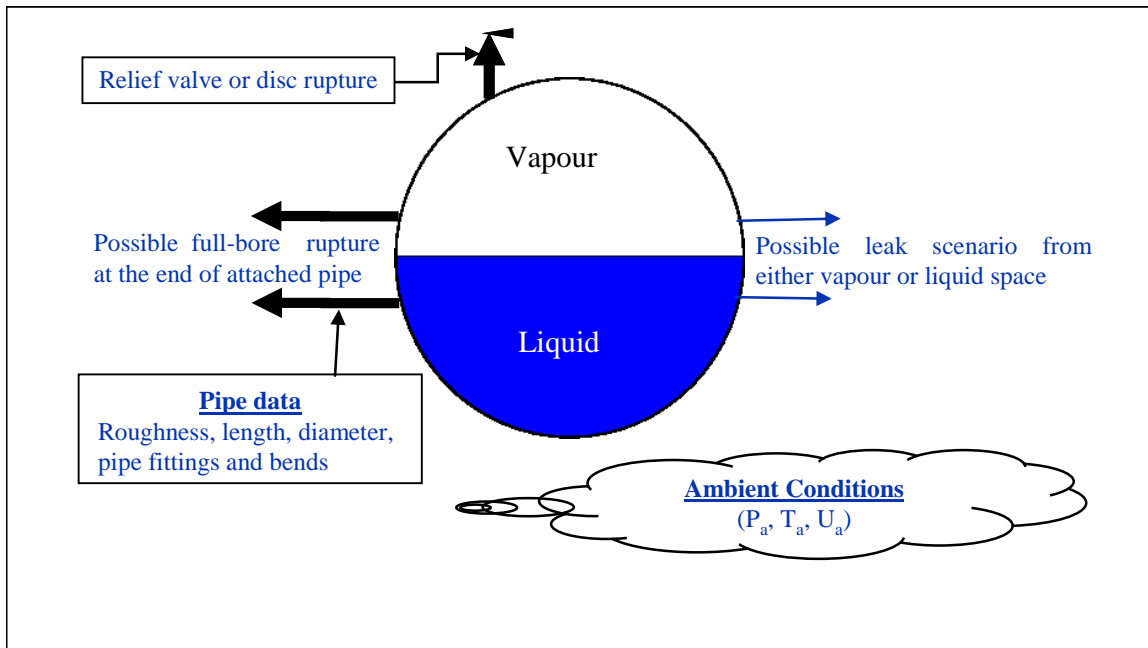 Relief valve or disc rupture
Vapour
Possible full-bore rupture
at the end of attached pipe
Possible leak scenario from
either vapour or liquid space
Liquid
Pipe data
Roughness, length, diameter,
pipe fittings and bends
Ambient Conditions
(Pa, Ta, Ua)